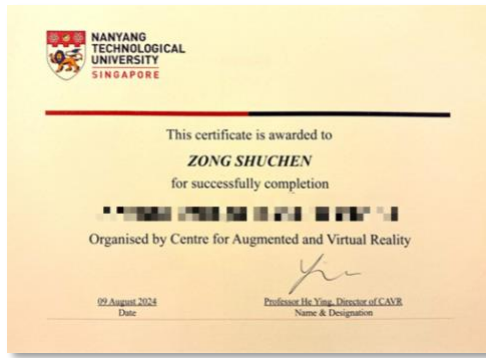 NANYANG
TECHNOLOGICAL
UNIVERSITY
SINGAPORE
This certificate is awarded to
ZONG SHUCHEN
for successfully completion
Organised by Centre for Augmented and Virtual Reality
09 August 2024
Date
Professor He Ying, Director of CAVR
Name & Designation